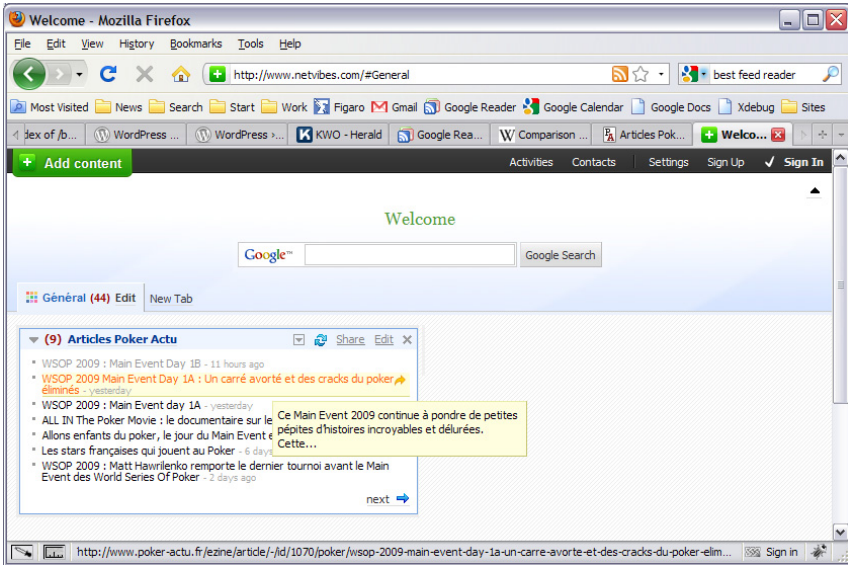 Welcome - Mozilla Firefox
File Edit View History Bookmarks Tools Help
http://www.netvibes.com/#General best feed reader
Most Visited News Search Start Work Figaro Gmail Google Reader Google Calendar Google Docs Xdebug Sites
dex of /b... WordPress ... WordPress ›... KWO - Herald Google Rea... Comparison ... Articles Pok... Welco...
Add content Activities Contacts Settings Sign Up Sign In
Welcome
Google™ Google Search
Général (44) Edit New Tab
(9) Articles Poker Actu Share Edit
WSOP 2009 : Main Event Day 1B - 11 hours ago
WSOP 2009 Main Event Day 1A : Un carré avorté et des cracks du poker
éliminés - yesterday
WSOP 2009 : Main Event day 1A - yesterday
ALL IN The Poker Movie : le documentaire sur le
Allons enfants du poker, le jour du Main Event
Les stars françaises qui jouent au Poker - 6 days
WSOP 2009 : Matt Hawrilenko remporte le dernier tournoi avant le Main
Event des World Series Of Poker - 2 days ago
Ce Main Event 2009 continue à pondre de petites
pépites d'histoires incroyables et délurées.
Cette...
next
http://www.poker-actu.fr/ezine/article/-/id/1070/poker/wsop-2009-main-event-day-1a-un-carre-avorte-et-des-cracks-du-poker-elim... Sign in